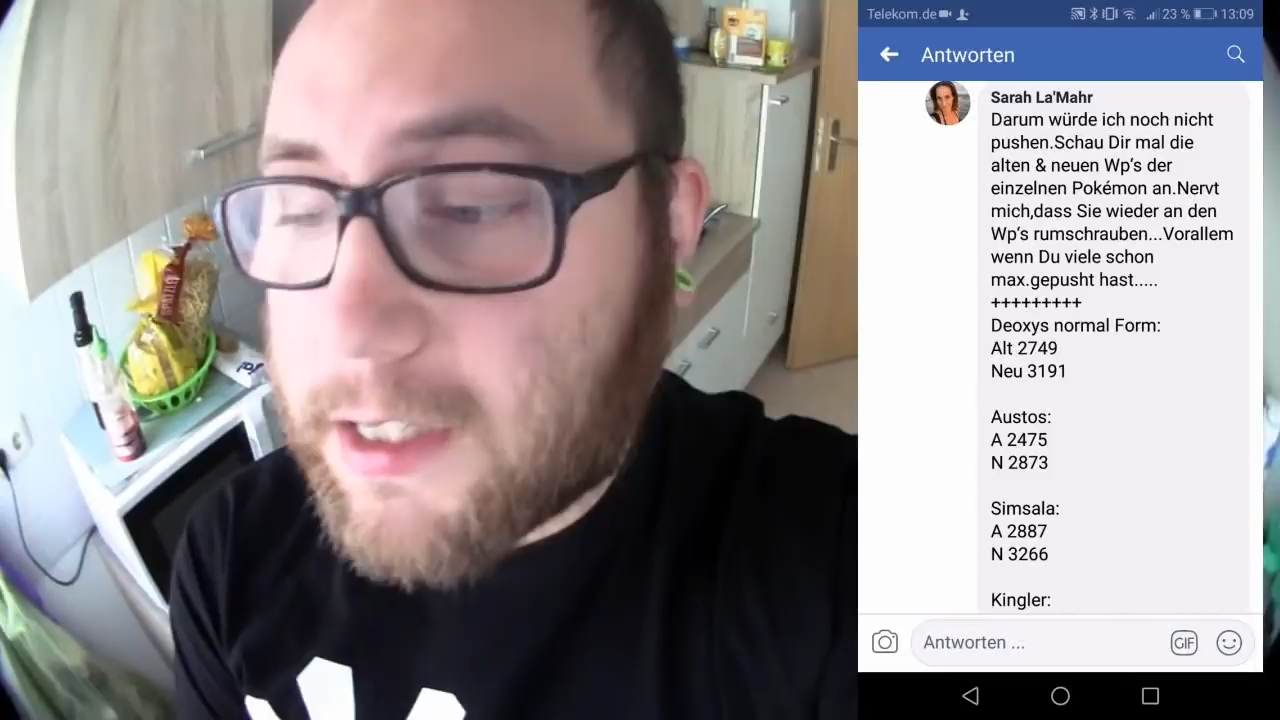 Telekom.de
23 %
13:09
Antworten
Sarah La'Mahr
Darum würde ich noch nicht
pushen.Schau Dir mal die
alten & neuen Wp's der
einzelnen Pokémon an.Nervt
mich,dass Sie wieder an den
Wp's rumschrauben...Vorallem
wenn Du viele schon
max.gepusht hast.....
+++++++++
Deoxys normal Form:
Alt 2749
Neu 3191
Austos:
A 2475
N 2873
Simsala:
A 2887
N 3266
Kingler:
Antworten ...
GIF